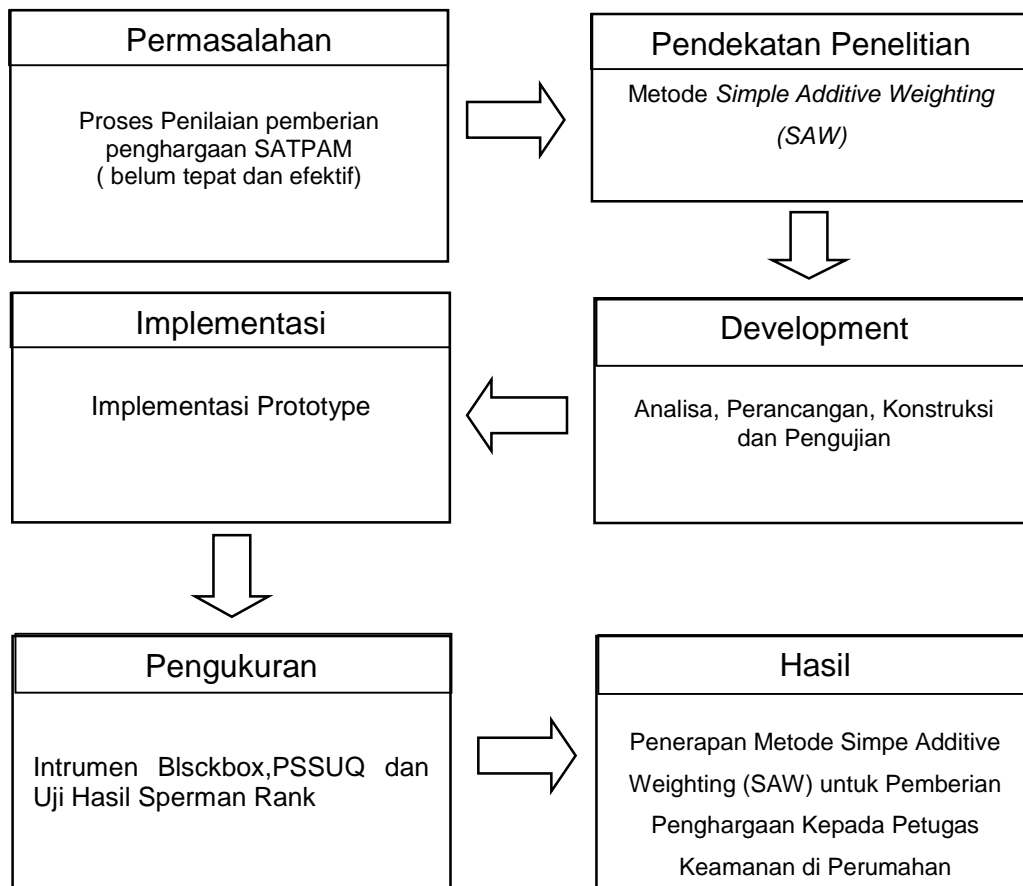 Permasalahan
Proses Penilaian pemberian
penghargaan SATPAM
( belum tepat dan efektif)
Pendekatan Penelitian
Metode Simple Additive Weighting
(SAW)
Development
Analisa, Perancangan, Konstruksi
dan Pengujian
Implementasi
Implementasi Prototype
Pengukuran
Intrumen Blsckbox,PSSUQ dan
Uji Hasil Sperman Rank
Hasil
Penerapan Metode Simpe Additive
Weighting (SAW) untuk Pemberian
Penghargaan Kepada Petugas
Keamanan di Perumahan